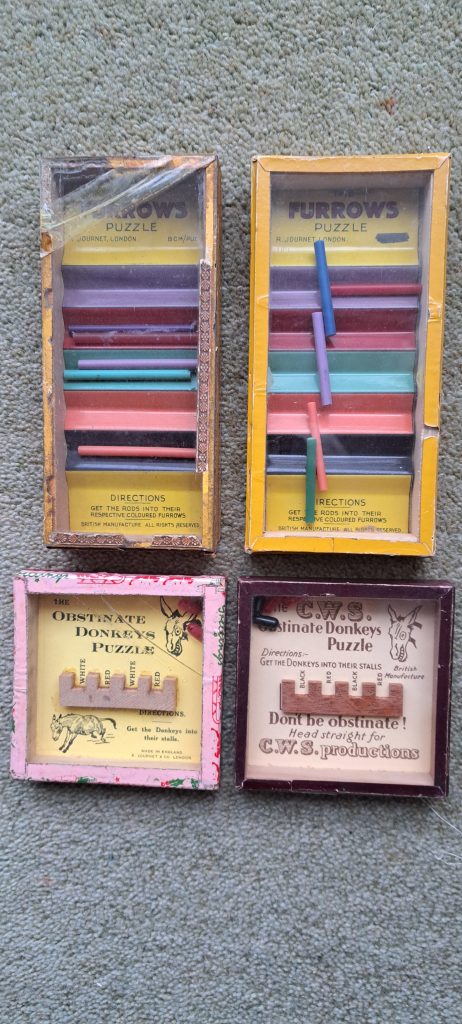 FURROWS
PUZZLE
JOURNET, LONDON BCM/PUZ
DIRECTIONS
GET THE RODS INTO THEIR
RESPECTIVE COLOURED FURROWS
BRITISH MANUFACTURE ALL RIGHTS RESERVED
FURROWS
PUZZLE
R. JOURNET, LONDON
DIRECTIONS
GET THE RODS INTO THEIR
RESPECTIVE COLOURED FURROWS
BRITISH MANUFACTURE. ALL RIGHTS RESERVED
THE
OBSTINATE
DONKEYS
PUZZLE
WHITE
RED
WHITE
RED
DIRECTIONS.
Get the Donkeys into
their stalls.
MADE IN ENGLAND
R. JOURNET & CO. LONDON
The C.W.S.
Obstinate Donkeys
Puzzle
Directions:-
GET THE DONKEYS INTO THEIR STALLS
British
Manufacture
BLACK
RED
BLACK
RED
Don't be obstinate!
Head straight for
C.W.S. productions